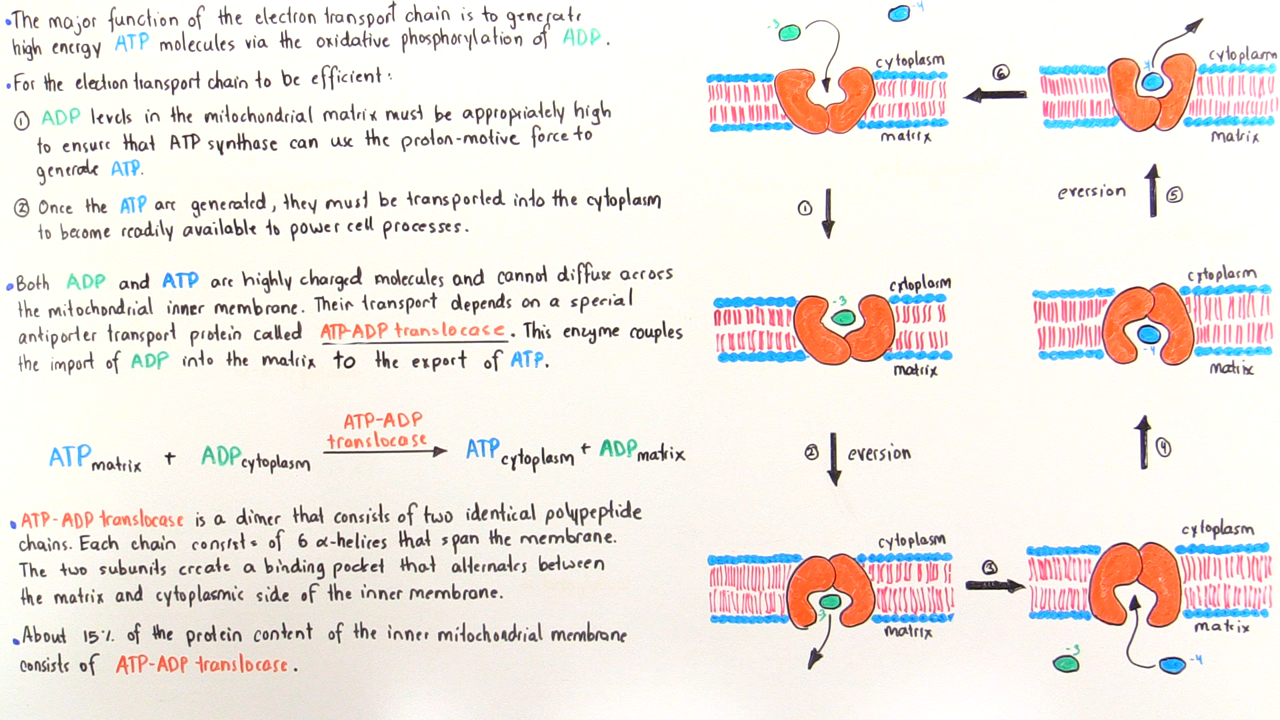 •The major function of the electron transport chain is to generate
high energy ATP molecules via the oxidative phosphorylation of ADP.
•For the electron transport chain to be efficient:
① ADP levels in the mitochondrial matrix must be appropriately high
to ensure that ATP synthase can use the proton-motive force to
generate ATP.
② Once the ATP are generated, they must be transported into the cytoplasm
to become readily available to power cell processes.
•Both ADP and ATP are highly charged molecules and cannot diffuse across
the mitochondrial inner membrane. Their transport depends on a special
antiporter transport protein called ATP-ADP translocase. This enzyme couples
the import of ADP into the matrix to the export of ATP.
ATP-ADP
translocase
ATP matrix + ADP cytoplasm ATP cytoplasm + ADP matrix
•ATP-ADP translocase is a dimer that consists of two identical polypeptide
chains. Each chain consists of 6 α-helices that span the membrane.
The two subunits create a binding pocket that alternates between
the matrix and cytoplasmic side of the inner membrane.
•About 15% of the protein content of the inner mitochondrial membrane
consists of ATP-ADP translocase.
-3
-4
cytoplasm
matrix
⑥
-4
cytoplasm
matrix
①
eversion ⑤
-3
cytoplasm
matrix
cytoplasm
-4
matrix
② eversion
④
cytoplasm
-3
matrix
③
cytoplasm
matrix
-3
-4